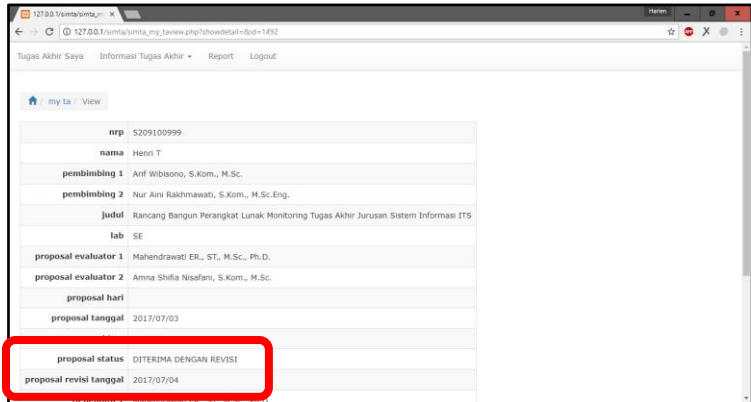 127.0.0.1/simta/simta_m
Harlen
127.0.0.1/simta/simta_my_taview.php?showdetail=&id=1492
Tugas Akhir Saya Informasi Tugas Akhir Report Logout
/ my ta / View
nrp 5209100999
nama Henri T
pembimbing 1 Arif Wibisono, S.Kom., M.Sc.
pembimbing 2 Nur Aini Rakhmawati, S.Kom., M.Sc.Eng.
judul Rancang Bangun Perangkat Lunak Monitoring Tugas Akhir Jurusan Sistem Informasi ITS
lab SE
proposal evaluator 1 Mahendrawati ER., ST., M.Sc., Ph.D.
proposal evaluator 2 Amna Shifia Nisafani, S.Kom., M.Sc.
proposal hari
proposal tanggal 2017/07/03
proposal status DITERIMA DENGAN REVISI
proposal revisi tanggal 2017/07/04